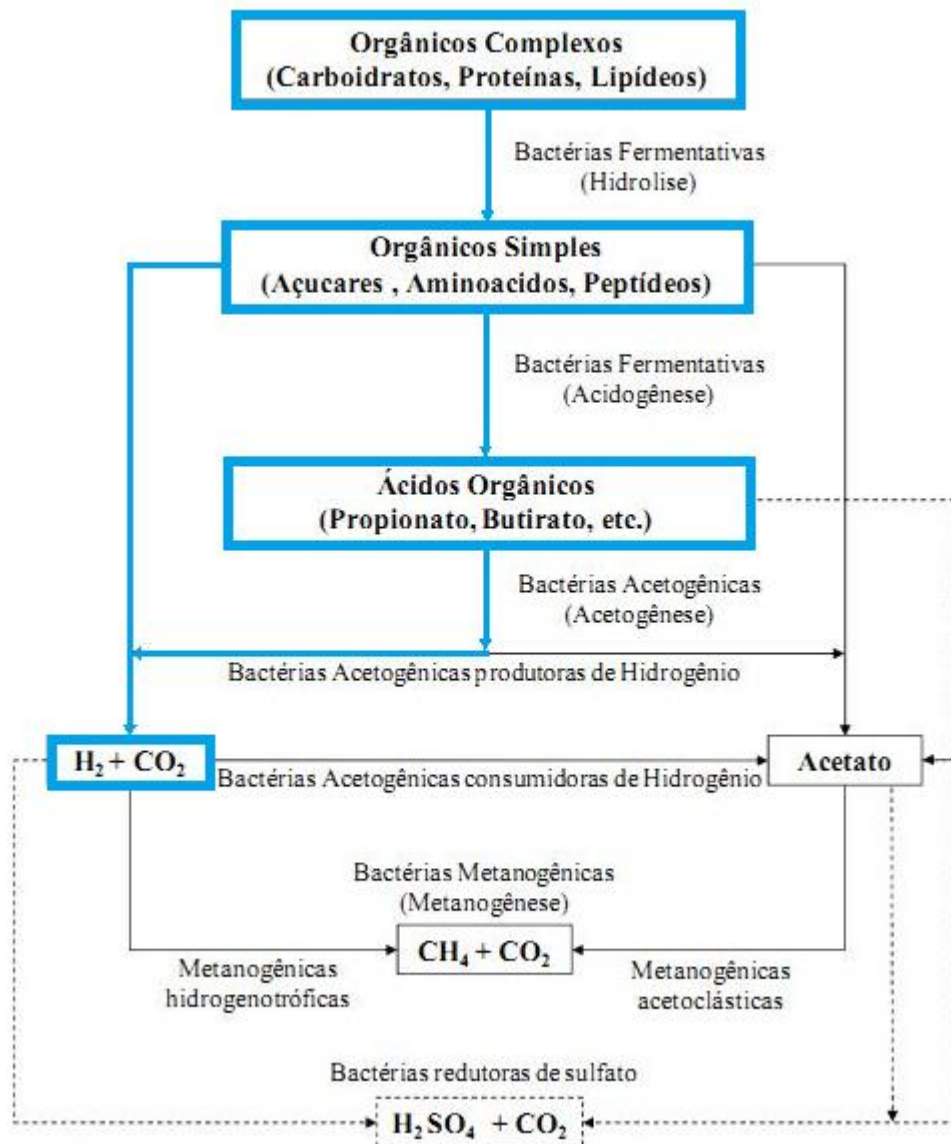 Orgânicos Complexos
(Carboidratos, Proteínas, Lipídeos)
Bactérias Fermentativas
(Hidrolise)
Orgânicos Simples
(Açucares , Aminoacidos, Peptídeos)
Bactérias Fermentativas
(Acidogênese)
Ácidos Orgânicos
(Propionato, Butirato, etc.)
Bactérias Acetogênicas
(Acetogênese)
Bactérias Acetogênicas produtoras de Hidrogênio
H₂ + CO₂
Acetato
Bactérias Acetogênicas consumidoras de Hidrogênio
Bactérias Metanogênicas
(Metanogênese)
CH₄ + CO₂
Metanogênicas
hidrogenotróficas
Metanogênicas
acetoclásticas
Bactérias redutoras de sulfato
H₂SO₄ + CO₂